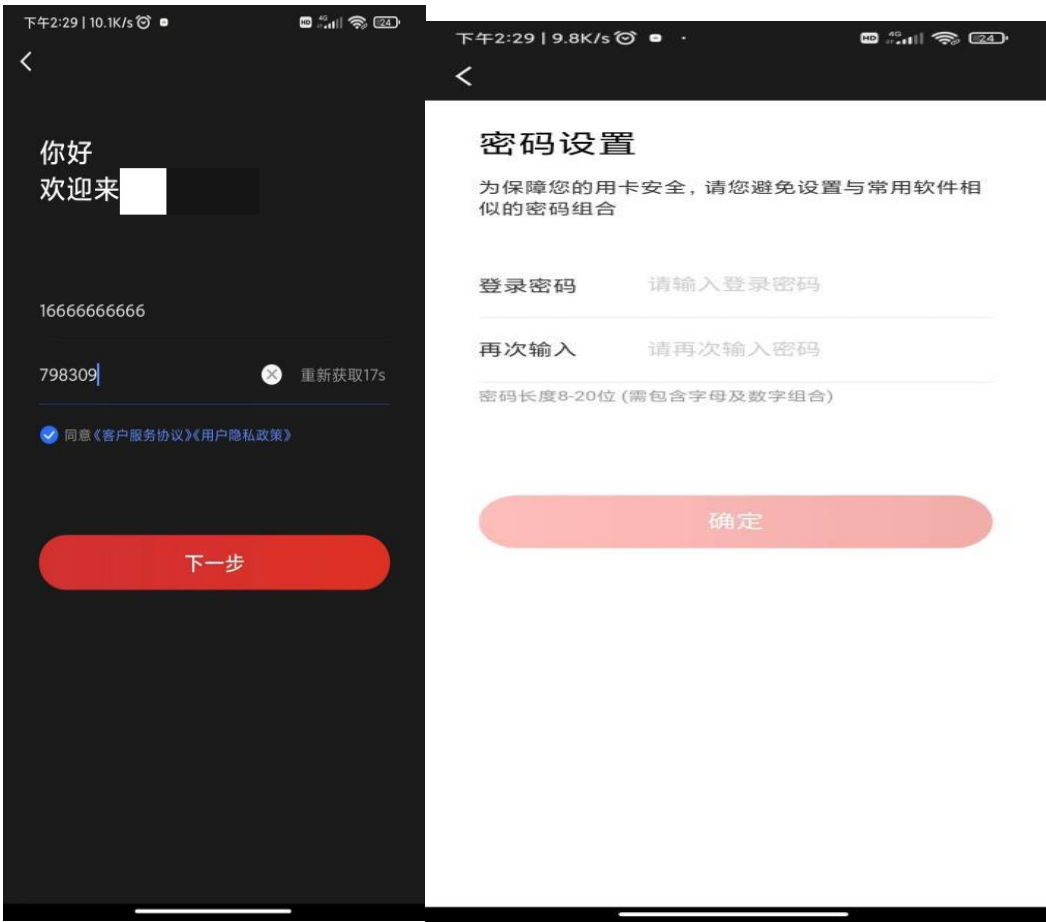 下午2:29 | 10.1K/s
HD 4G 24
你好
欢迎来
16666666666
798309
重新获取17s
同意《客户服务协议》《用户隐私政策》
下一步
下午2:29 | 9.8K/s
HD 4G 24
密码设置
为保障您的用卡安全,请您避免设置与常用软件相
似的密码组合
登录密码 请输入登录密码
再次输入 请再次输入密码
密码长度8-20位 (需包含字母及数字组合)
确定